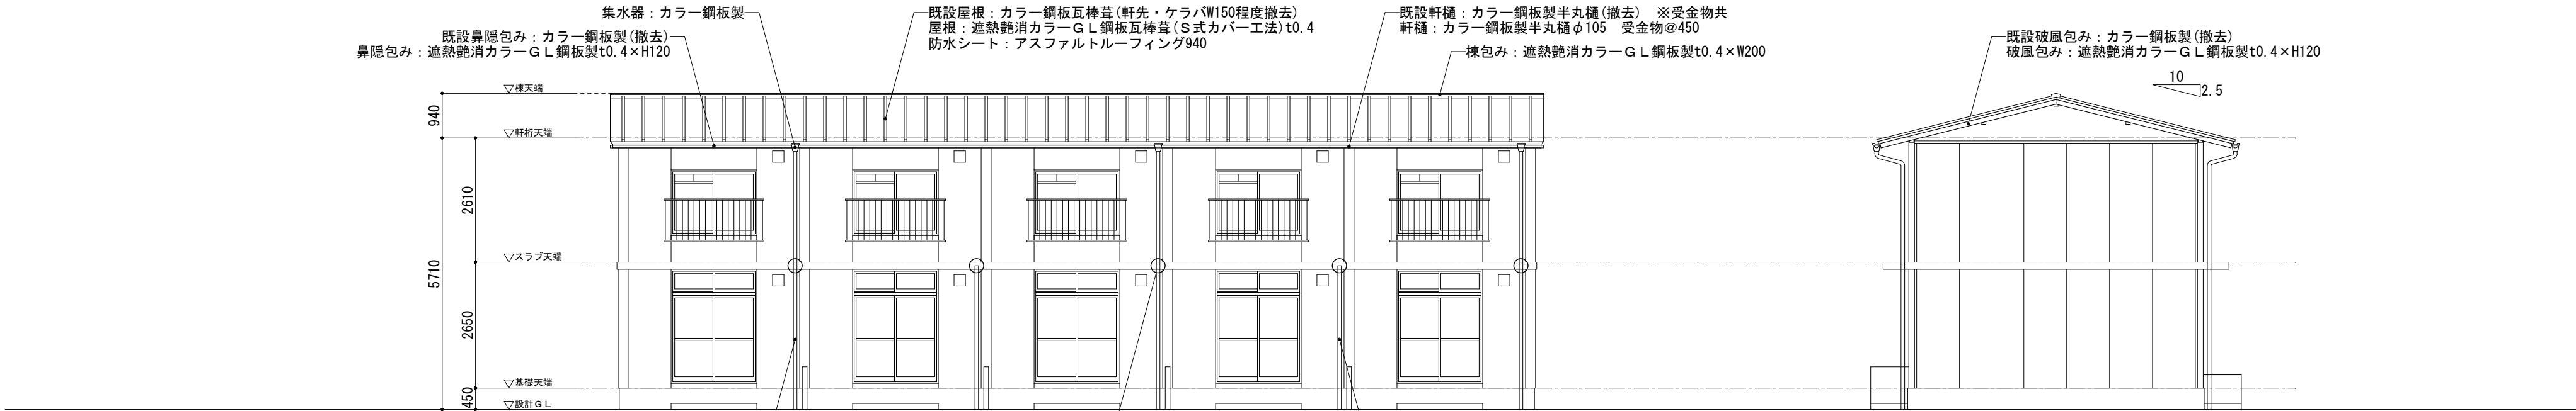 集水器：カラー鋼板製
既設鼻隠包み：カラー鋼板製(撤去)
鼻隠包み：遮熱艶消カラーＧＬ鋼板製t0.4×H120
既設屋根：カラー鋼板瓦棒葺(軒先・ケラバW150程度撤去)
屋根：遮熱艶消カラーＧＬ鋼板瓦棒葺(Ｓ式カバー工法)t0.4
防水シート：アスファルトルーフィング940
既設軒樋：カラー鋼板製半丸樋(撤去)　※受金物共
軒樋：カラー鋼板製半丸樋φ105　受金物@450
棟包み：遮熱艶消カラーＧＬ鋼板製t0.4×W200
既設破風包み：カラー鋼板製(撤去)
破風包み：遮熱艶消カラーＧＬ鋼板製t0.4×H120
10
2.5
▽棟天端
940
▽軒桁天端
2610
▽スラブ天端
5710
2650
▽基礎天端
450
▽設計ＧＬ